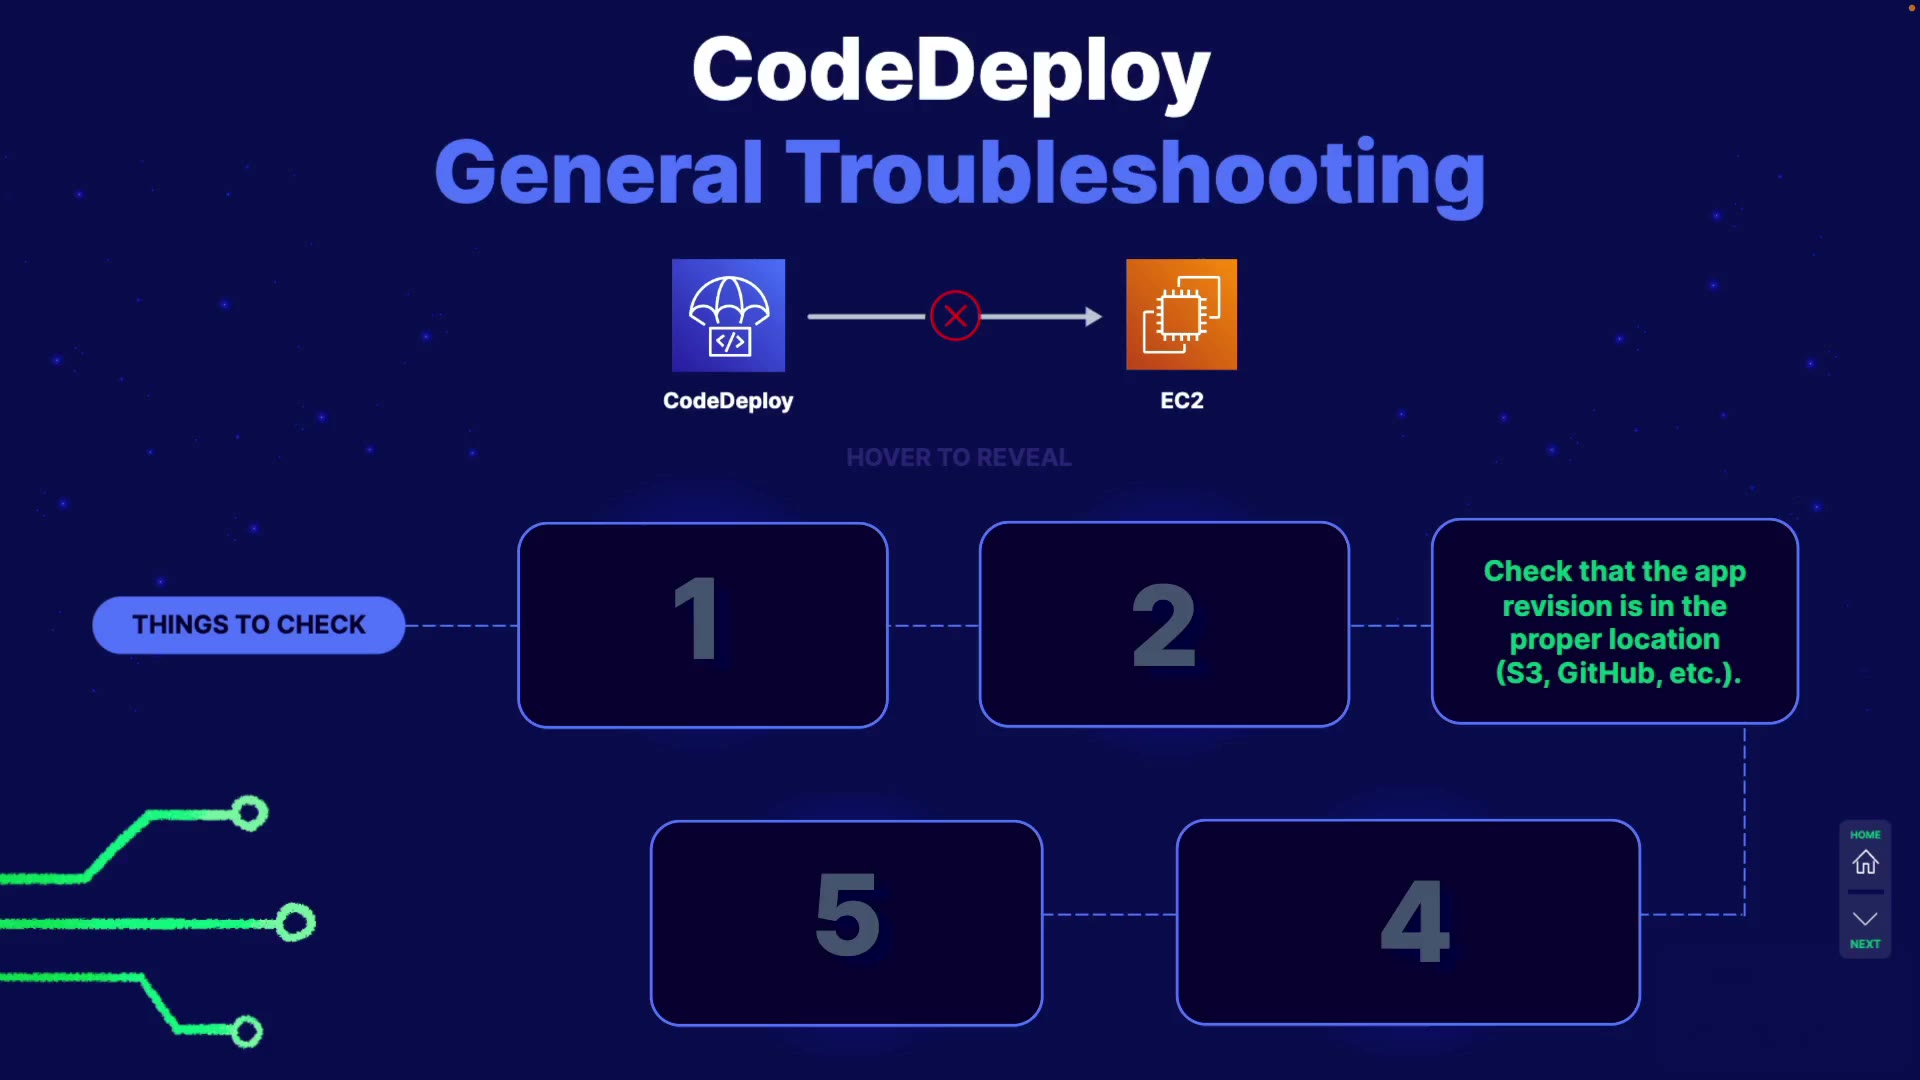 CodeDeploy
General Troubleshooting
CodeDeploy
EC2
HOVER TO REVEAL
THINGS TO CHECK
1
2
Check that the app
revision is in the
proper location
(S3, GitHub, etc.).
5
4
HOME
NEXT